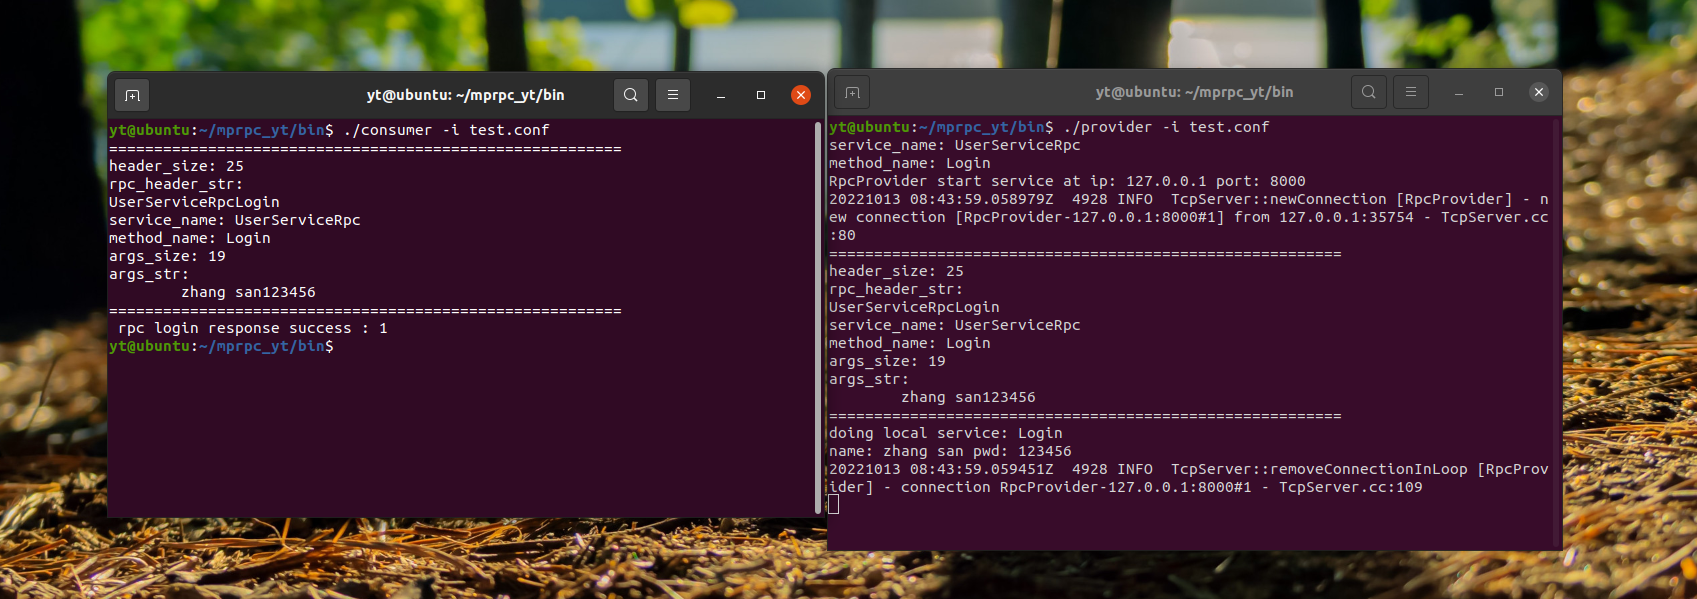 yt@ubuntu: ~/mprpc_yt/bin
yt@ubuntu:~/mprpc_yt/bin$ ./consumer -i test.conf
=========================================================
header_size: 25
rpc_header_str:
UserServiceRpcLogin
service_name: UserServiceRpc
method_name: Login
args_size: 19
args_str:
        zhang san123456
=========================================================
 rpc login response success : 1
yt@ubuntu:~/mprpc_yt/bin$
yt@ubuntu: ~/mprpc_yt/bin
yt@ubuntu:~/mprpc_yt/bin$ ./provider -i test.conf
service_name: UserServiceRpc
method_name: Login
RpcProvider start service at ip: 127.0.0.1 port: 8000
20221013 08:43:59.058979Z  4928 INFO  TcpServer::newConnection [RpcProvider] - n
ew connection [RpcProvider-127.0.0.1:8000#1] from 127.0.0.1:35754 - TcpServer.cc
:80
=========================================================
header_size: 25
rpc_header_str:
UserServiceRpcLogin
service_name: UserServiceRpc
method_name: Login
args_size: 19
args_str:
        zhang san123456
=========================================================
doing local service: Login
name: zhang san pwd: 123456
20221013 08:43:59.059451Z  4928 INFO  TcpServer::removeConnectionInLoop [RpcProv
ider] - connection RpcProvider-127.0.0.1:8000#1 - TcpServer.cc:109